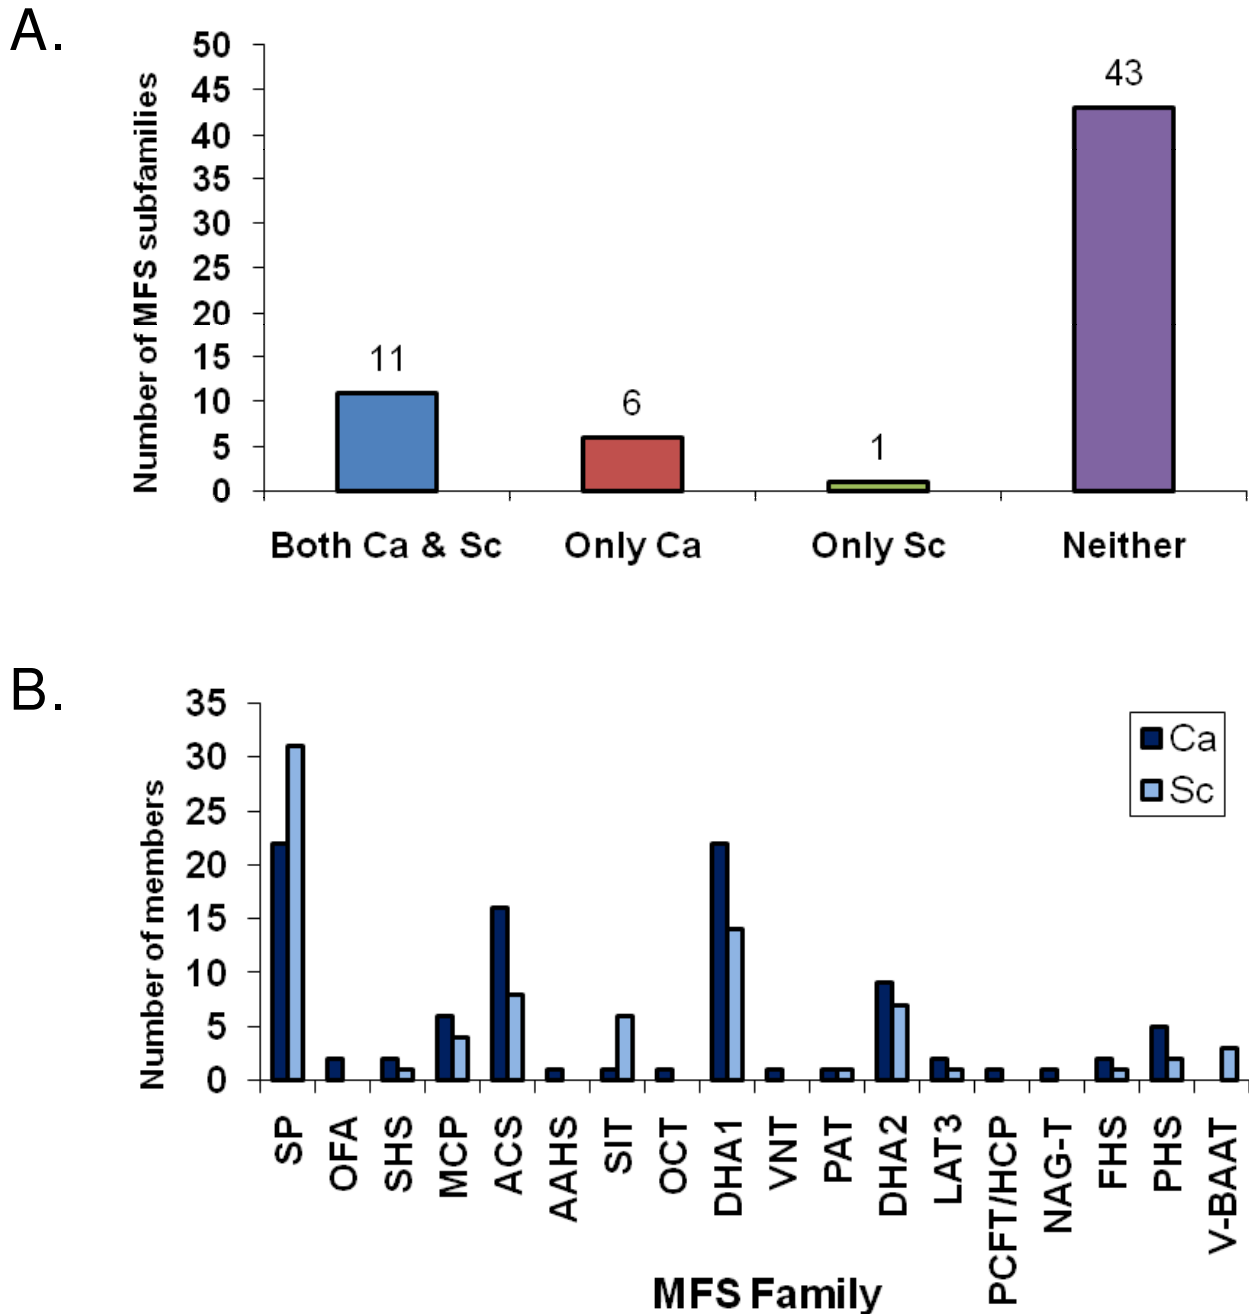 A.
Number of MFS subfamilies
50
45
40
35
30
25
20
15
10
5
0
11
6
1
43
Both Ca & Sc
Only Ca
Only Sc
Neither
B.
Number of members
35
30
25
20
15
10
5
0
Ca
Sc
SP
OFA
SHS
MCP
ACS
AAHS
SIT
OCT
DHA1
VNT
PAT
DHA2
LAT3
PCFT/HCP
NAG-T
FHS
PHS
V-BAAT
MFS Family